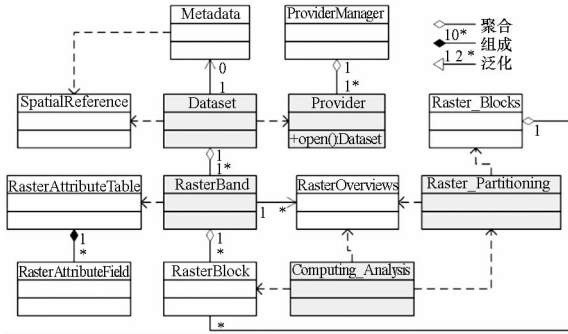 Metadata
ProviderManager
聚合
10*
组成
1 2 *
泛化
0
1
1
1*
SpatialReference
Dataset
Provider
+open():Dataset
Raster_Blocks
1
1
1*
RasterAttributeTable
RasterBand
RasterOverviews
Raster_Partitioning
1
*
1
*
1
*
RasterAttributeField
RasterBlock
Computing_Analysis
*